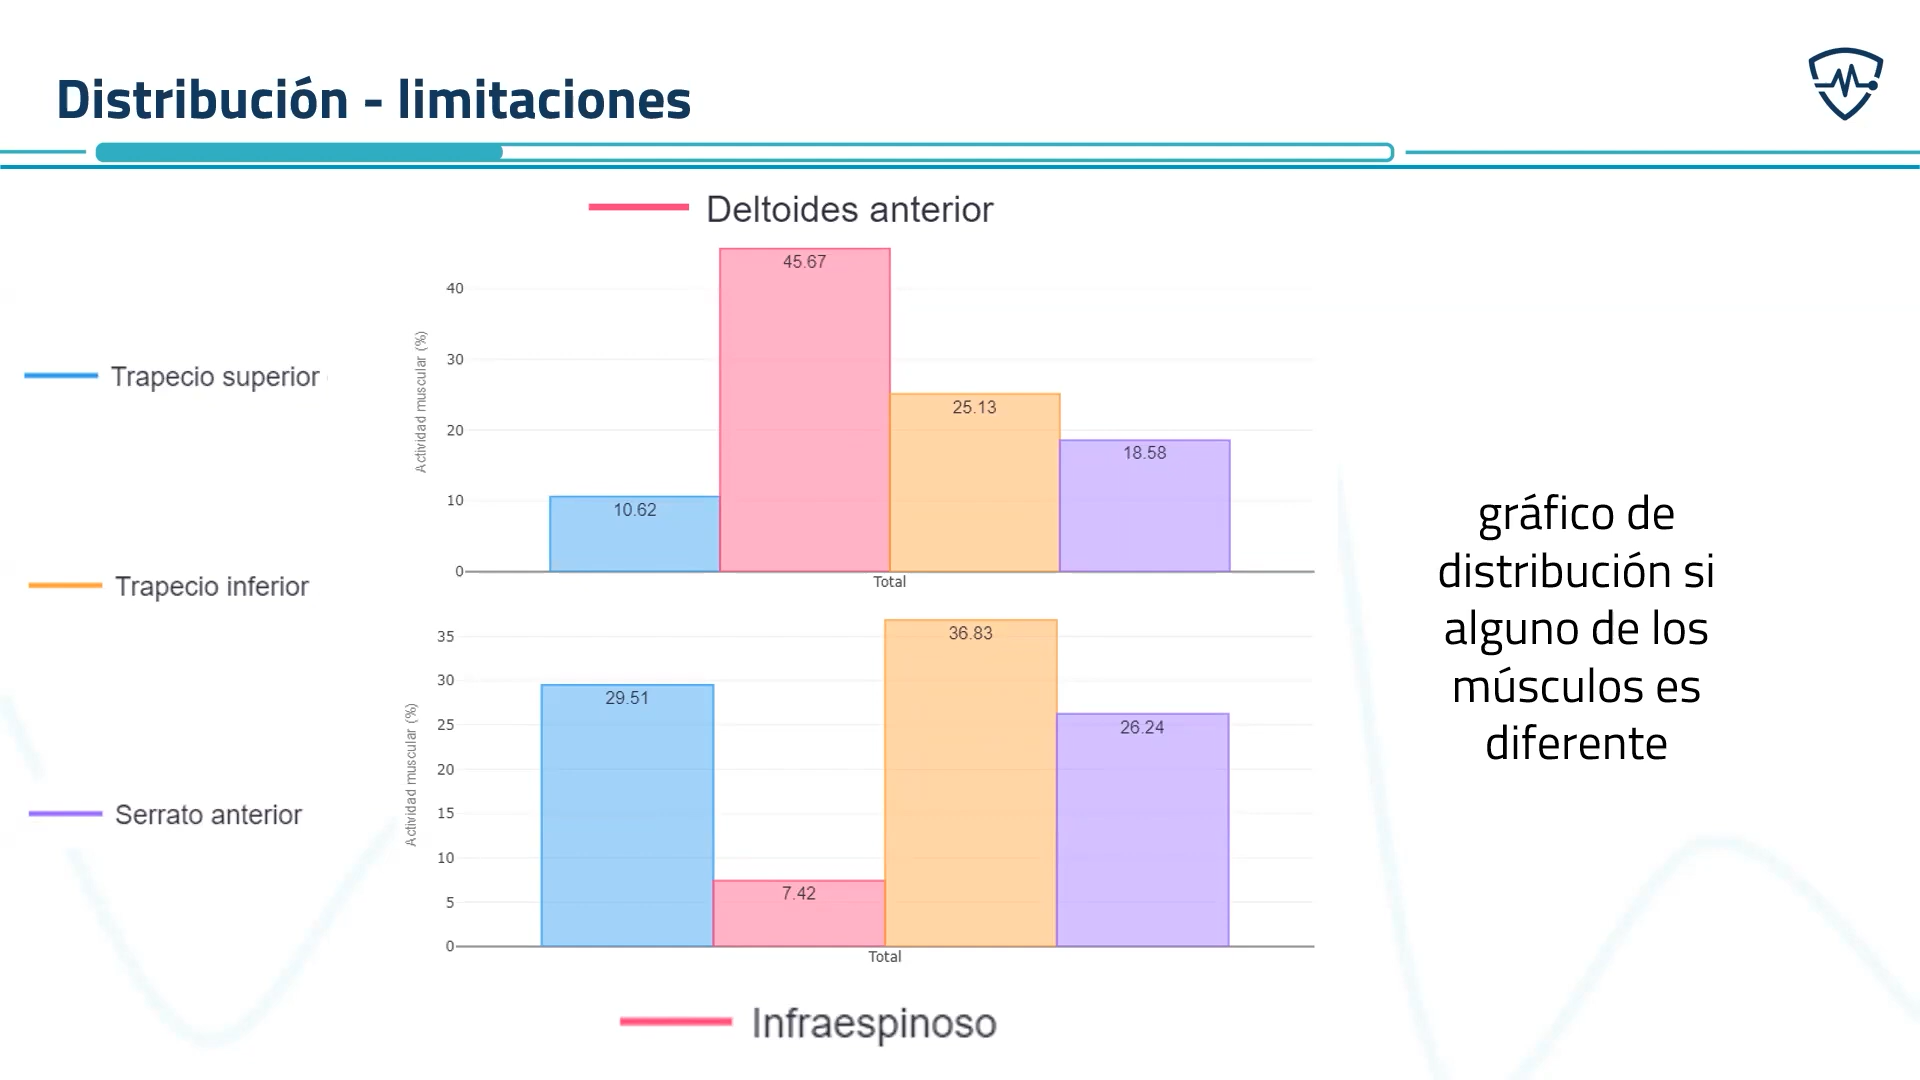 Distribución - limitaciones
Deltoides anterior
Trapecio superior
Trapecio inferior
Serrato anterior
Actividad muscular (%)
40
30
20
10
0
45.67
25.13
18.58
10.62
Total
Actividad muscular (%)
35
30
25
20
15
10
5
0
29.51
7.42
36.83
26.24
Total
Infraespinoso
gráfico de
distribución si
alguno de los
músculos es
diferente